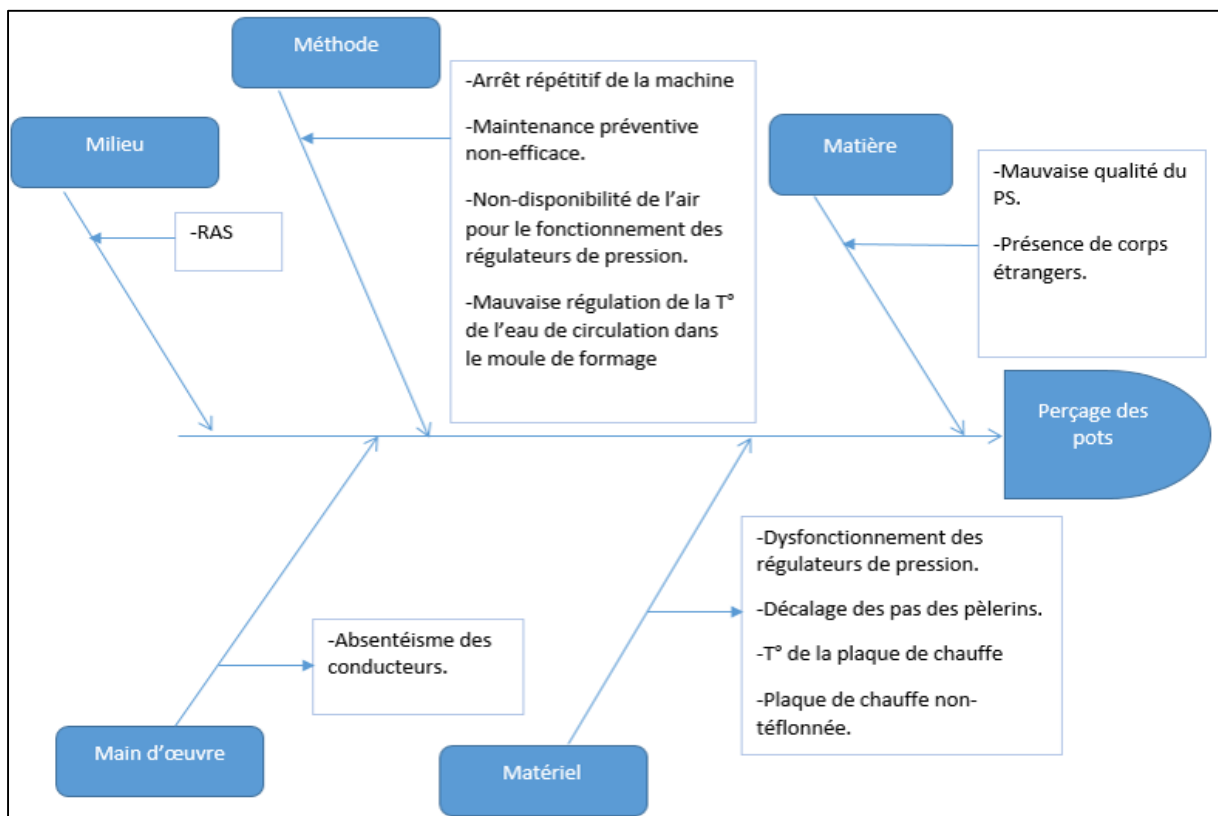 Méthode
-Arrêt répétitif de la machine
-Maintenance préventive
non-efficace.
-Non-disponibilité de l’air
pour le fonctionnement des
régulateurs de pression.
-Mauvaise régulation de la T°
de l’eau de circulation dans
le moule de formage
Milieu
-RAS
Matière
-Mauvaise qualité du
PS.
-Présence de corps
étrangers.
Perçage des
pots
-Absentéisme des
conducteurs.
Main d’œuvre
-Dysfonctionnement des
régulateurs de pression.
-Décalage des pas des pèlerins.
-T° de la plaque de chauffe
-Plaque de chauffe non-
téflonnée.
Matériel